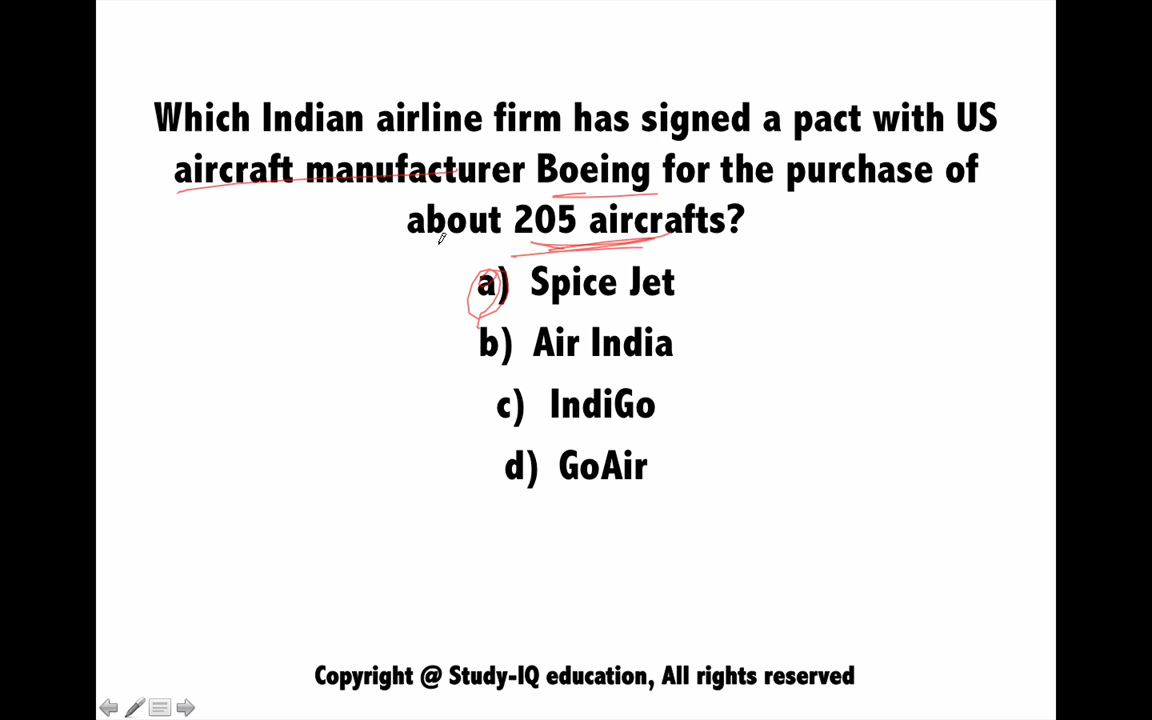 Which Indian airline firm has signed a pact with US
aircraft manufacturer Boeing for the purchase of
about 205 aircrafts?
a) Spice Jet
b) Air India
c) IndiGo
d) GoAir
Copyright @ Study-IQ education, All rights reserved